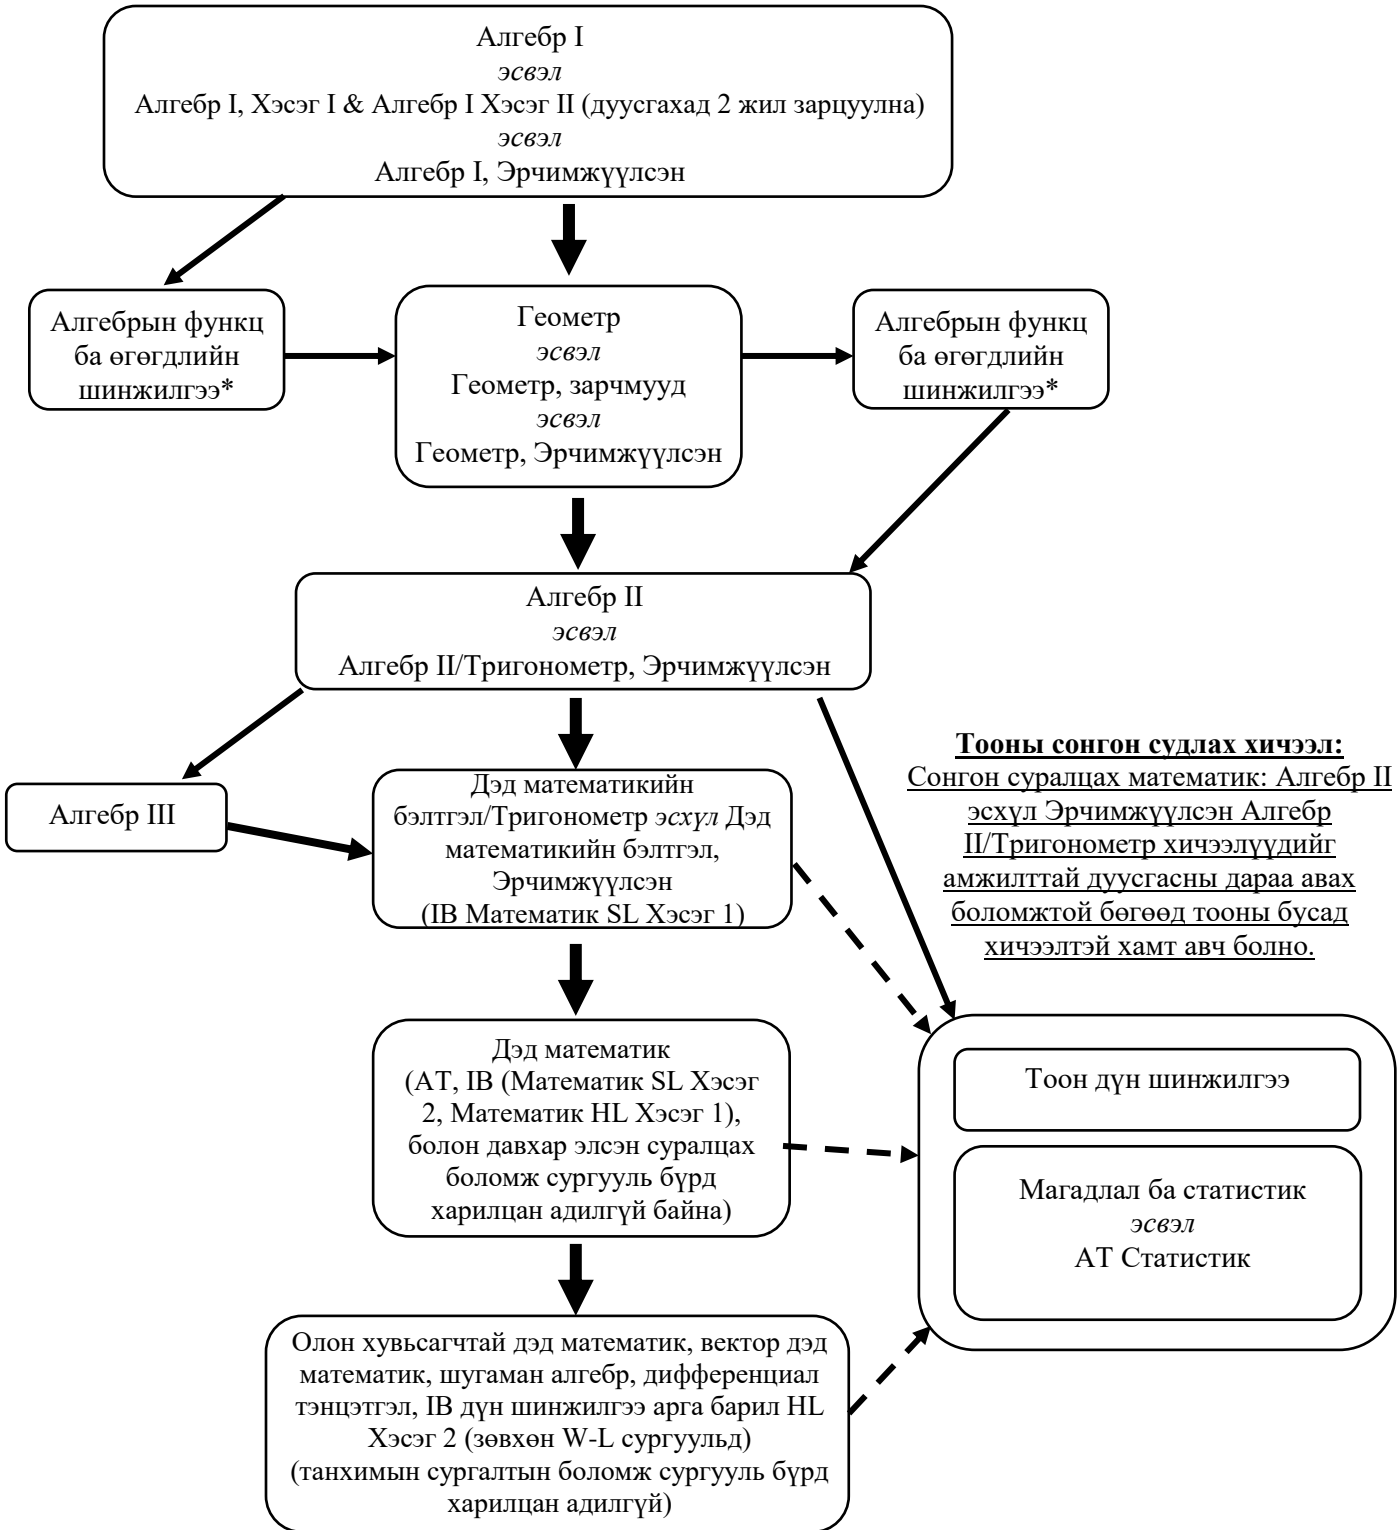 Алгебр I
эсвэл
Алгебр I, Хэсэг I & Алгебр I Хэсэг II (дуусгахад 2 жил зарцуулна)
эсвэл
Алгебр I, Эрчимжүүлсэн
Алгебрын функц
ба өгөгдлийн
шинжилгээ*
Геометр
эсвэл
Геометр, зарчмууд
эсвэл
Геометр, Эрчимжүүлсэн
Алгебрын функц
ба өгөгдлийн
шинжилгээ*
Алгебр II
эсвэл
Алгебр II/Тригонометр, Эрчимжүүлсэн
Алгебр III
Дэд математикийн
бэлтгэл/Тригонометр эсхүл Дэд
математикийн бэлтгэл,
Эрчимжүүлсэн
(IB Математик SL Хэсэг 1)
Тооны сонгон судлах хичээл:
Сонгон суралцах математик: Алгебр II
эсхүл Эрчимжүүлсэн Алгебр
II/Тригонометр хичээлүүдийг
амжилттай дуусгасны дараа авах
боломжтой бөгөөд тооны бусад
хичээлтэй хамт авч болно.
Дэд математик
(AT, IB (Математик SL Хэсэг
2, Математик HL Хэсэг 1),
болон давхар элсэн суралцах
боломж сургууль бүрд
харилцан адилгүй байна)
Тоон дүн шинжилгээ
Магадлал ба статистик
эсвэл
АТ Статистик
Олон хувьсагчтай дэд математик, вектор дэд
математик, шугаман алгебр, дифференциал
тэнцэтгэл, IB дүн шинжилгээ арга барил HL
Хэсэг 2 (зөвхөн W-L сургуульд)
(танхимын сургалтын боломж сургууль бүрд
харилцан адилгүй)